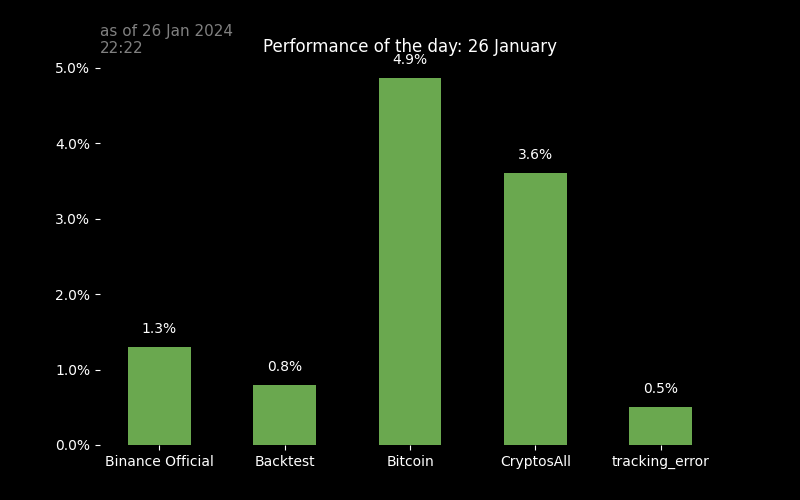 as of 26 Jan 2024
22:22
Performance of the day: 26 January
5.0%
4.0%
3.0%
2.0%
1.0%
0.0%
1.3%
0.8%
4.9%
3.6%
0.5%
Binance Official
Backtest
Bitcoin
CryptosAll
tracking_error